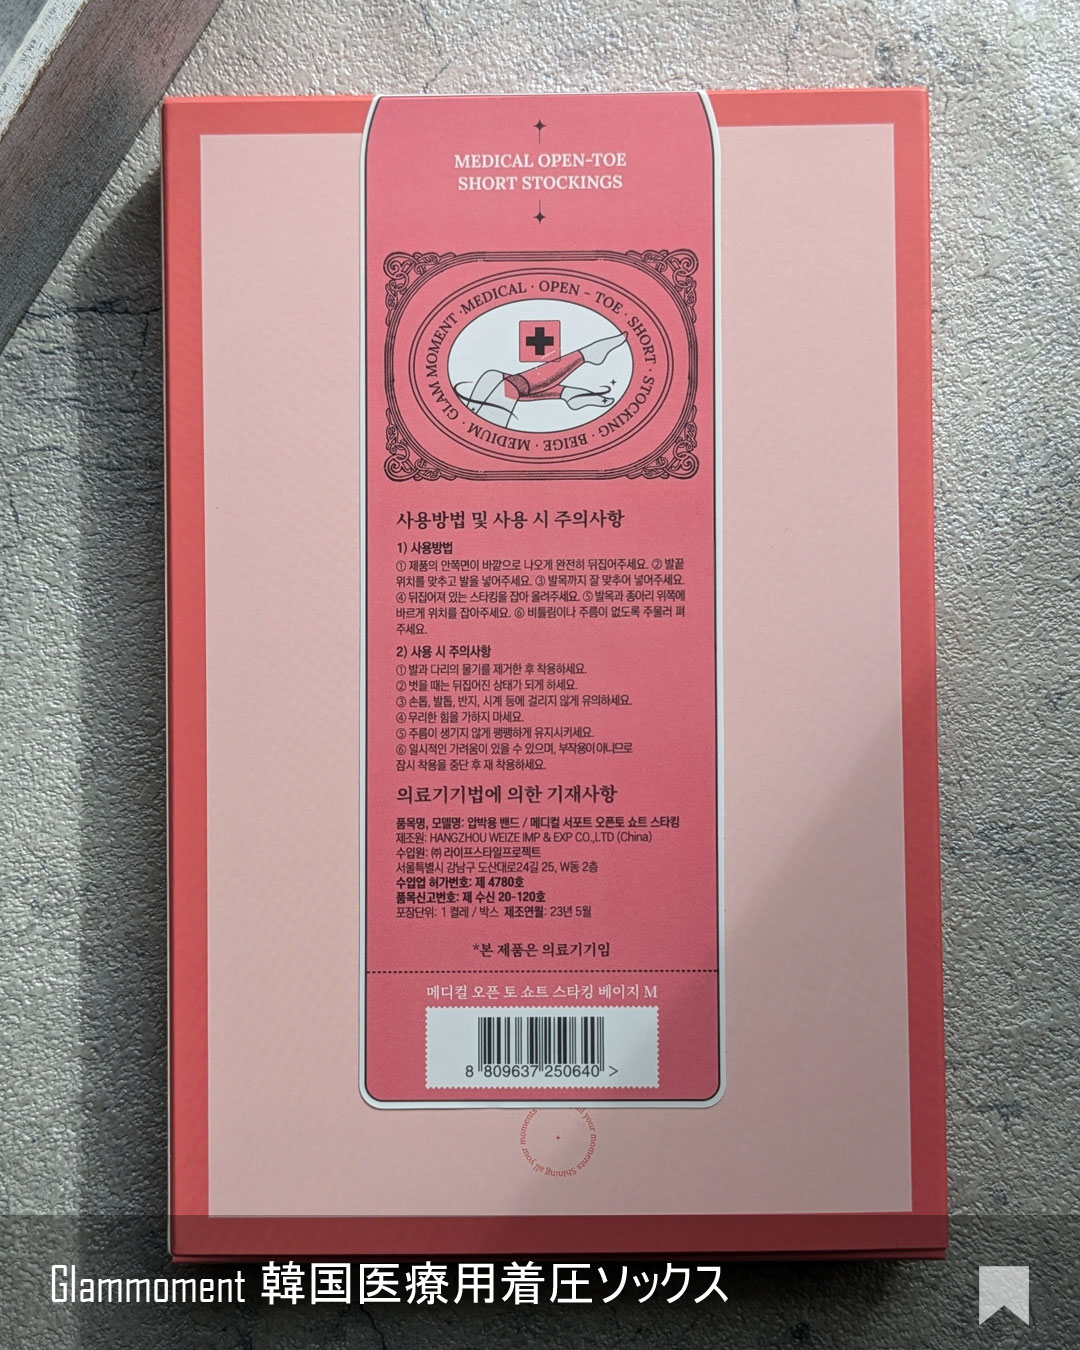 MEDICAL OPEN-TOE
SHORT STOCKINGS
GLAM MOMENT · MEDICAL · OPEN - TOE · SHORT · STOCKING · BEIGE · MEDIUM ·
사용방법 및 사용 시 주의사항
1) 사용방법
① 제품의 안쪽면이 바깥으로 나오게 완전히 뒤집어주세요. ② 발끝
위치를 맞추고 발을 넣어주세요. ③ 발목까지 잘 맞추어 넣어주세요.
④ 뒤집어져 있는 스타킹을 잡아 올려주세요. ⑤ 발목과 종아리 위쪽에
바르게 위치를 잡아주세요. ⑥ 비틀림이나 주름이 없도록 주물러 펴
주세요.
2) 사용 시 주의사항
① 발과 다리의 물기를 제거한 후 착용하세요.
② 벗을 때는 뒤집어진 상태가 되게 하세요.
③ 손톱, 발톱, 반지, 시계 등에 걸리지 않게 유의하세요.
④ 무리한 힘을 가하지 마세요.
⑤ 주름이 생기지 않게 팽팽하게 유지시키세요.
⑥ 일시적인 가려움이 있을 수 있으며, 부작용이 아니므로
잠시 착용을 중단 후 재 착용하세요.
의료기기법에 의한 기재사항
품목명, 모델명: 압박용 밴드 / 메디컬 서포트 오픈토 쇼트 스타킹
제조원: HANGZHOU WEIZE IMP & EXP CO.,LTD (China)
수입원: ㈜ 라이프스타일프로젝트
서울특별시 강남구 도산대로24길 25, W동 2층
수입업 허가번호: 제 4780호
품목신고번호: 제 수신 20-120호
포장단위: 1 켤레 / 박스 제조연월: 23년 5월
*본 제품은 의료기기임
메디컬 오픈 토 쇼트 스타킹 베이지 M
8 809637 250640 >
your moments Shining all your moments
Glammoment 韓国医療用着圧ソックス